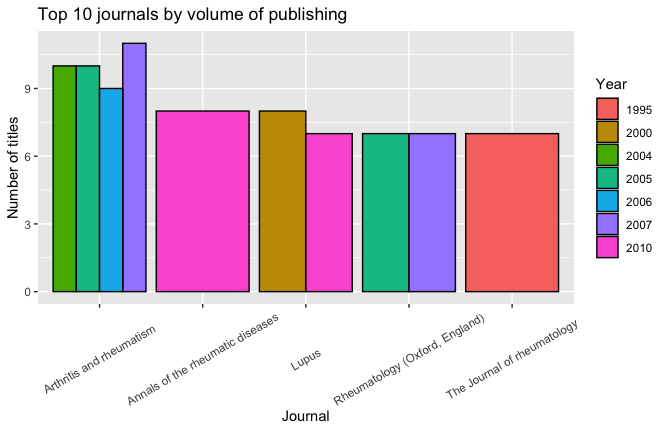 Top 10 journals by volume of publishing
Number of titles
9
6
3
0
Arthritis and rheumatism
Annals of the rheumatic diseases
Lupus
Rheumatology (Oxford, England)
The Journal of rheumatology
Journal
Year
1995
2000
2004
2005
2006
2007
2010